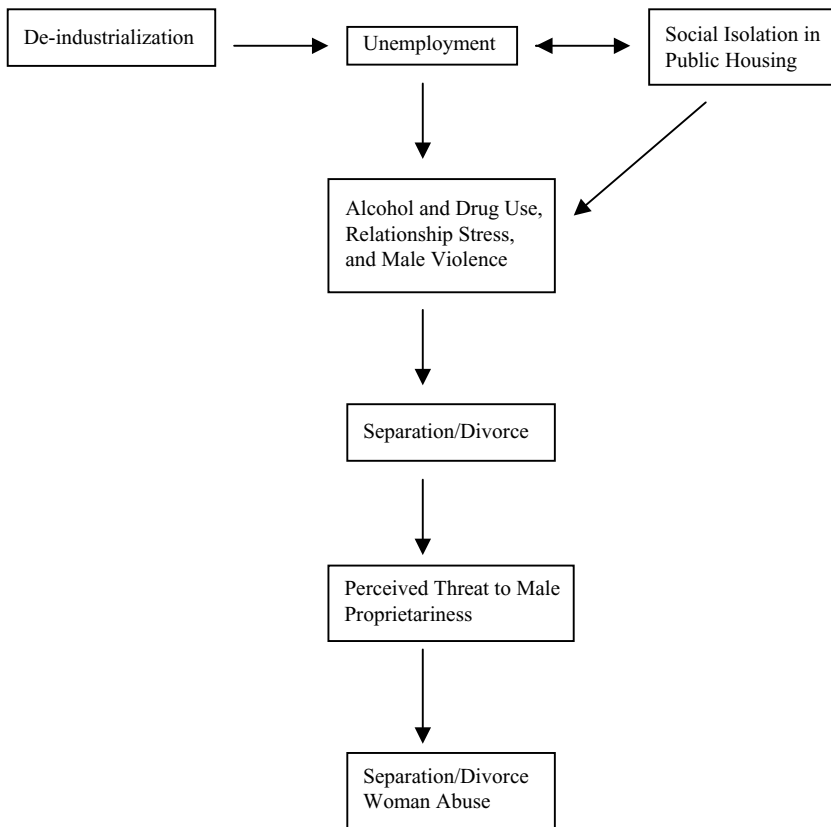 De-industrialization
Unemployment
Social Isolation in
Public Housing
Alcohol and Drug Use,
Relationship Stress,
and Male Violence
Separation/Divorce
Perceived Threat to Male
Proprietariness
Separation/Divorce
Woman Abuse